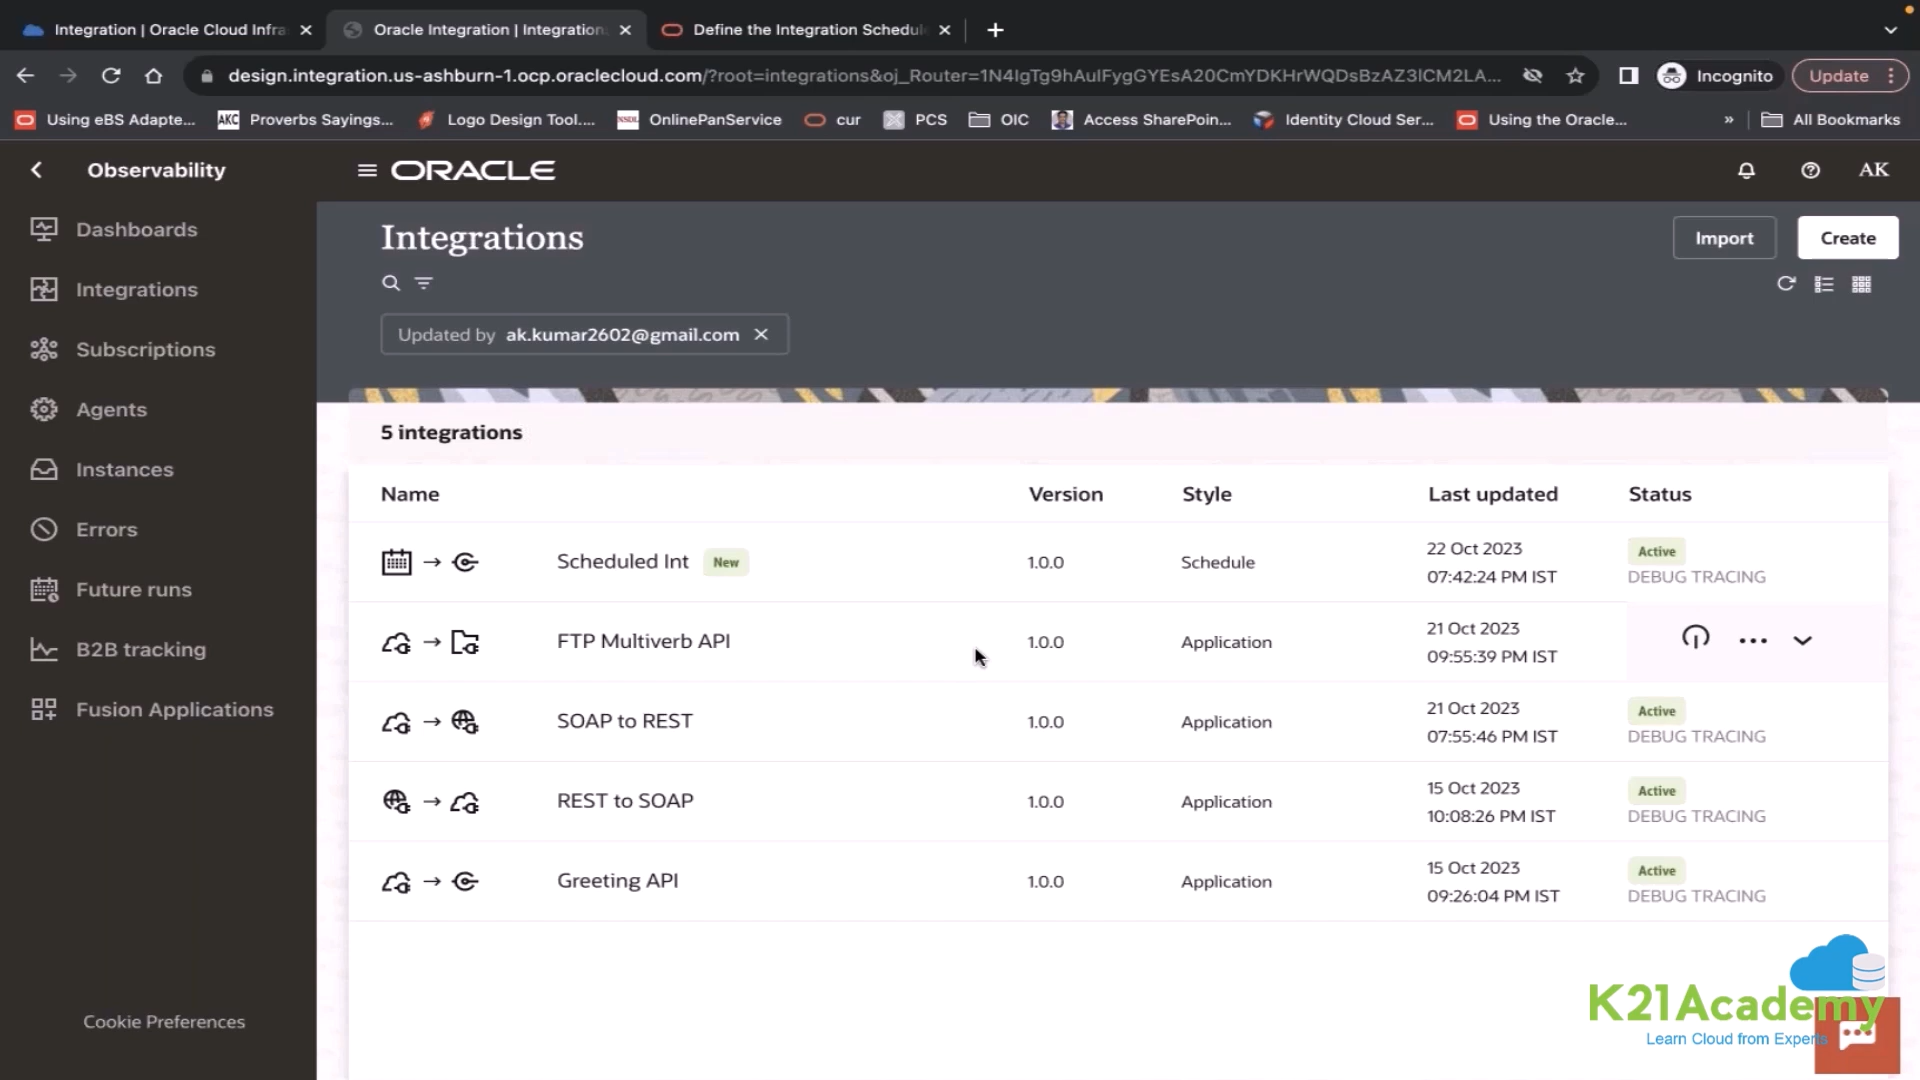 Integration | Oracle Cloud Infra
Oracle Integration | Integration
Define the Integration Schedul
design.integration.us-ashburn-1.ocp.oraclecloud.com/?root=integrations&oj_Router=1N4IgTg9hAuIFygGYEsA20CmYDKHrWQDsBzAZ3lCM2LA...
Incognito
Update
Using eBS Adapte...
AKC
Proverbs Sayings...
Logo Design Tool....
NSDL
OnlinePanService
cur
PCS
OIC
Access SharePoin...
Identity Cloud Ser...
Using the Oracle...
»
All Bookmarks
Observability
ORACLE
AK
Dashboards
Integrations
Subscriptions
Agents
Instances
Errors
Future runs
B2B tracking
Fusion Applications
Cookie Preferences
Integrations
Import
Create
Updated by ak.kumar2602@gmail.com
5 integrations
Name Version Style Last updated Status
Scheduled Int New 1.0.0 Schedule 22 Oct 2023 Active
07:42:24 PM IST DEBUG TRACING
FTP Multiverb API 1.0.0 Application 21 Oct 2023
09:55:39 PM IST
SOAP to REST 1.0.0 Application 21 Oct 2023 Active
07:55:46 PM IST DEBUG TRACING
REST to SOAP 1.0.0 Application 15 Oct 2023 Active
10:08:26 PM IST DEBUG TRACING
Greeting API 1.0.0 Application 15 Oct 2023 Active
09:26:04 PM IST DEBUG TRACING
K21Academy
Learn Cloud from Experts